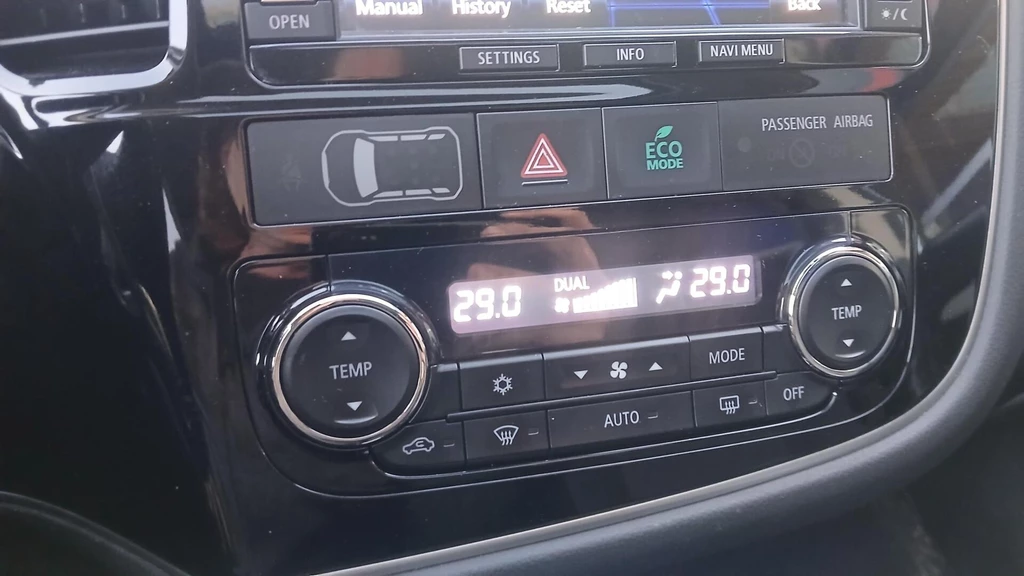 Manual History Reset Back
OPEN
SETTINGS INFO NAVI MENU
ECO
MODE
PASSENGER AIRBAG
29.0 DUAL 29.0
TEMP
TEMP
MODE
AUTO
OFF